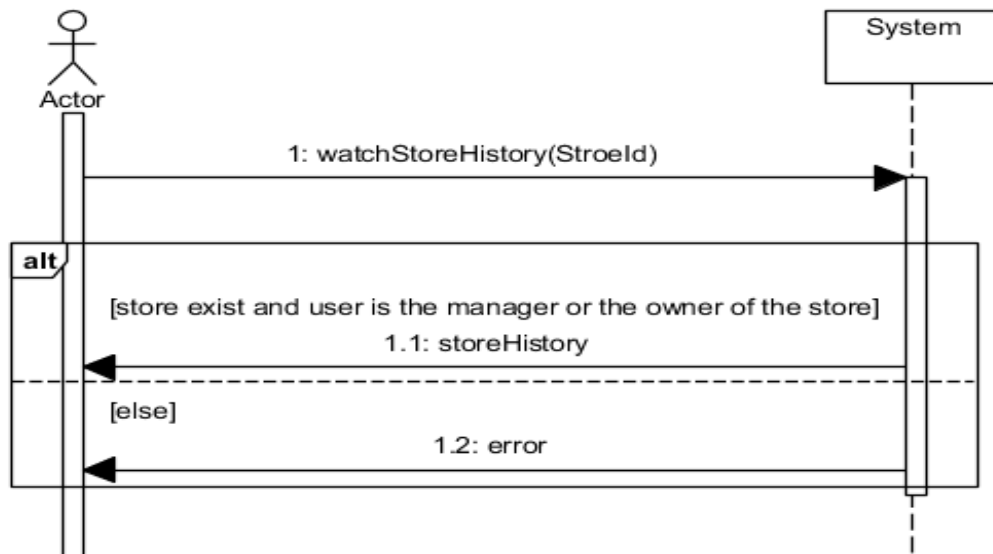 System
Actor
1: watchStoreHistory(StroeId)
alt
[store exist and user is the manager or the owner of the store]
1.1: storeHistory
[else]
1.2: error